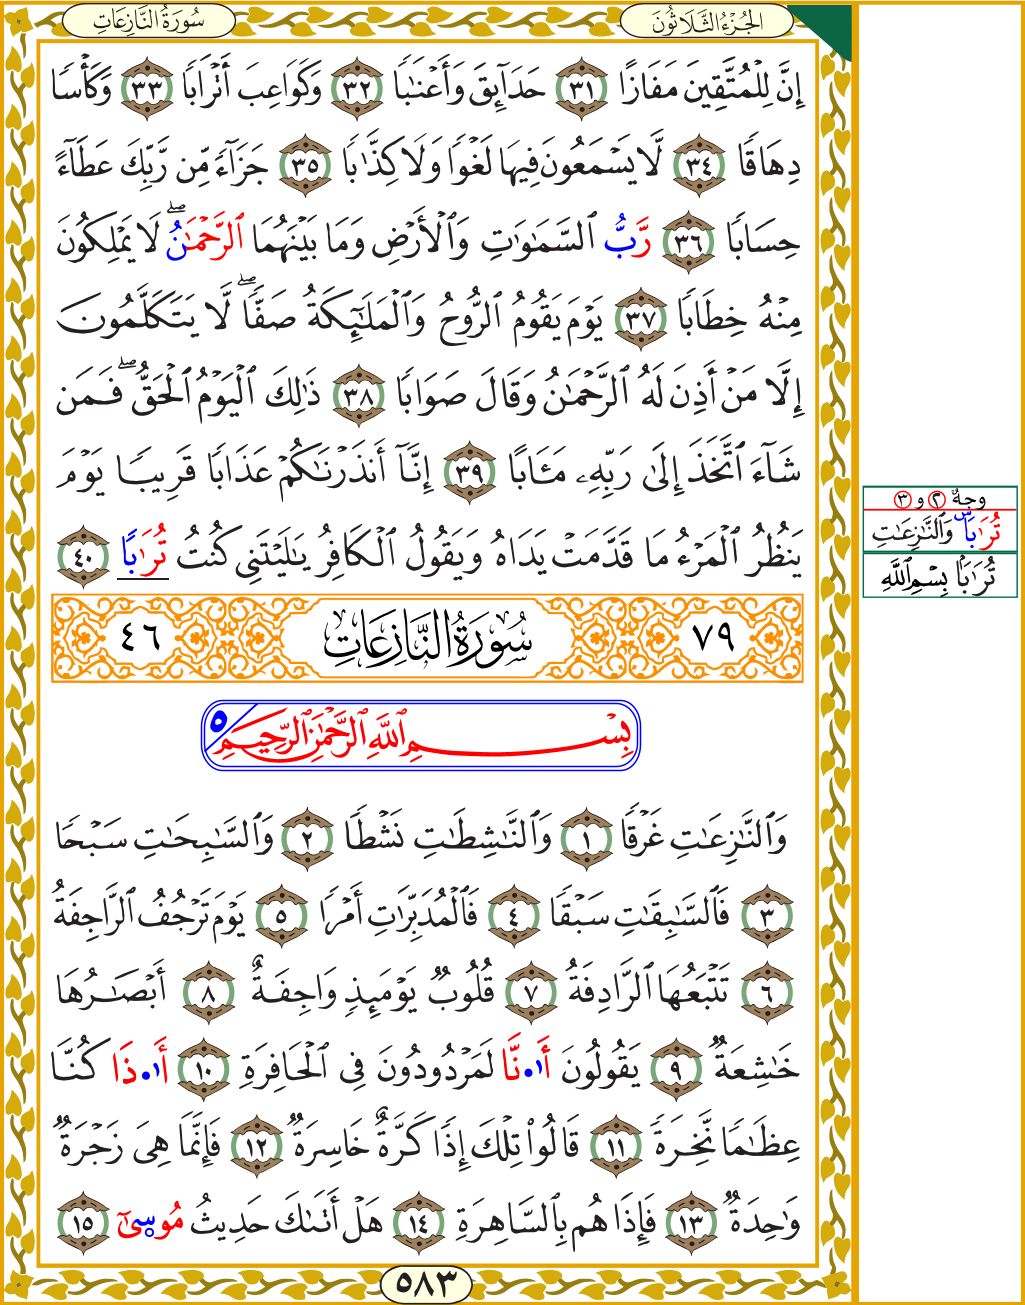 سُورَةُ النَّازِعَاتِ
الجُزْءُ الثَّلَاثُونَ
إِنَّ لِلْمُتَّقِينَ مَفَازًا ٣١ حَدَآئِقَ وَأَعْنَٰبًا ٣٢ وَكَوَاعِبَ أَتْرَابًا ٣٣ وَكَأْسًا
دِهَاقًا ٣٤ لَّا يَسْمَعُونَ فِيهَا لَغْوًا وَلَا كِذَّٰبًا ٣٥ جَزَآءً مِّن رَّبِّكَ عَطَآءً
حِسَابًا ٣٦ رَّبُّ ٱلسَّمَٰوَٰتِ وَٱلْأَرْضِ وَمَا بَيْنَهُمَا ٱلرَّحْمَٰنُۖ لَا يَمْلِكُونَ
مِنْهُ خِطَابًا ٣٧ يَوْمَ يَقُومُ ٱلرُّوحُ وَٱلْمَلَٰٓئِكَةُ صَفًّاۖ لَّا يَتَكَلَّمُونَ
إِلَّا مَنْ أَذِنَ لَهُ ٱلرَّحْمَٰنُ وَقَالَ صَوَابًا ٣٨ ذَٰلِكَ ٱلْيَوْمُ ٱلْحَقُّۖ فَمَن
شَآءَ ٱتَّخَذَ إِلَىٰ رَبِّهِۦ مَـَٔابًا ٣٩ إِنَّآ أَنذَرْنَٰكُمْ عَذَابًا قَرِيبًا يَوْمَ
يَنظُرُ ٱلْمَرْءُ مَا قَدَّمَتْ يَدَاهُ وَيَقُولُ ٱلْكَافِرُ يَٰلَيْتَنِى كُنتُ تُرَٰبًا ٤٠
٧٩ سُورَةُ النَّازِعَاتِ ٤٦
بِسْمِ ٱللَّهِ ٱلرَّحْمَٰنِ ٱلرَّحِيمِ ٥
وَٱلنَّٰزِعَٰتِ غَرْقًا ١ وَٱلنَّٰشِطَٰتِ نَشْطًا ٢ وَٱلسَّٰبِحَٰتِ سَبْحًا
٣ فَٱلسَّٰبِقَٰتِ سَبْقًا ٤ فَٱلْمُدَبِّرَٰتِ أَمْرًا ٥ يَوْمَ تَرْجُفُ ٱلرَّاجِفَةُ
٦ تَتْبَعُهَا ٱلرَّادِفَةُ ٧ قُلُوبٌ يَوْمَئِذٍ وَاجِفَةٌ ٨ أَبْصَٰرُهَا
خَٰشِعَةٌ ٩ يَقُولُونَ أَا۟•نَّا لَمَرْدُودُونَ فِى ٱلْحَافِرَةِ ١٠ أَا۟•ذَا كُنَّا
عِظَٰمًا نَّخِرَةً ١١ قَالُوا۟ تِلْكَ إِذًا كَرَّةٌ خَاسِرَةٌ ١٢ فَإِنَّمَا هِىَ زَجْرَةٌ
وَٰحِدَةٌ ١٣ فَإِذَا هُم بِٱلسَّاهِرَةِ ١٤ هَلْ أَتَىٰكَ حَدِيثُ مُوسَىٰٓ ١٥
٥٨٣
وجهٌ ٢ و ٣
تُرَٰبًاۜ وَٱلنَّٰزِعَٰتِ
تُرَٰبًا بِسْمِ ٱللَّهِ